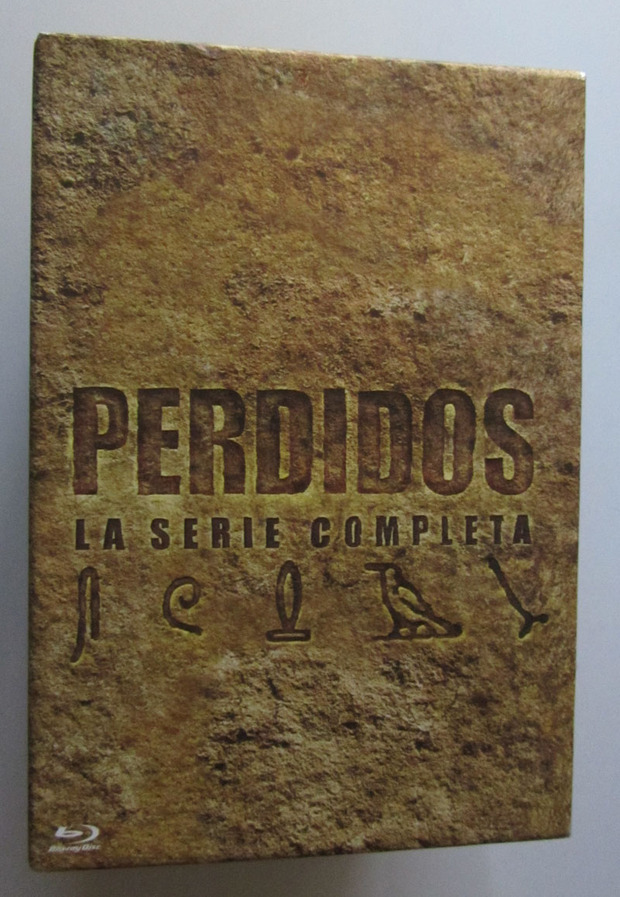 PERDIDOS
LA SERIE COMPLETA
Blu-ray Disc